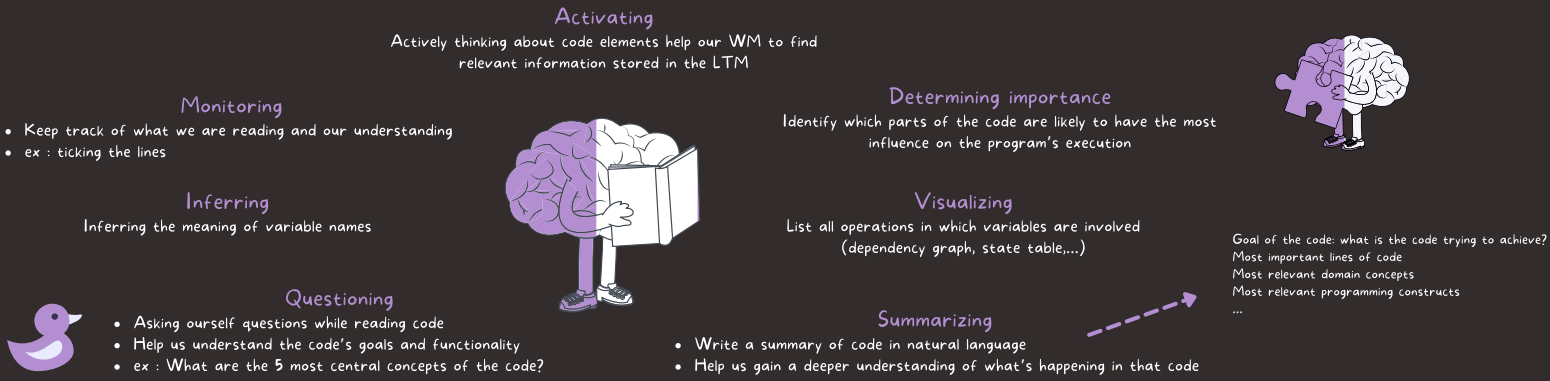 Activating
Actively thinking about code elements help our WM to find
relevant information stored in the LTM
Monitoring
• Keep track of what we are reading and our understanding
• ex : ticking the lines
Inferring
Inferring the meaning of variable names
Questioning
• Asking ourself questions while reading code
• Help us understand the code's goals and functionality
• ex : What are the 5 most central concepts of the code?
Determining importance
Identify which parts of the code are likely to have the most
influence on the program's execution
Visualizing
List all operations in which variables are involved
(dependency graph, state table,...)
Summarizing
• Write a summary of code in natural language
• Help us gain a deeper understanding of what's happening in that code
Goal of the code: what is the code trying to achieve?
Most important lines of code
Most relevant domain concepts
Most relevant programming constructs
...